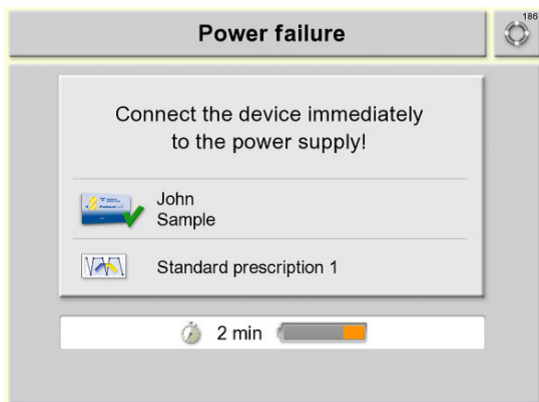 Power failure
186
Connect the device immediately
to the power supply!
John
Sample
Standard prescription 1
2 min